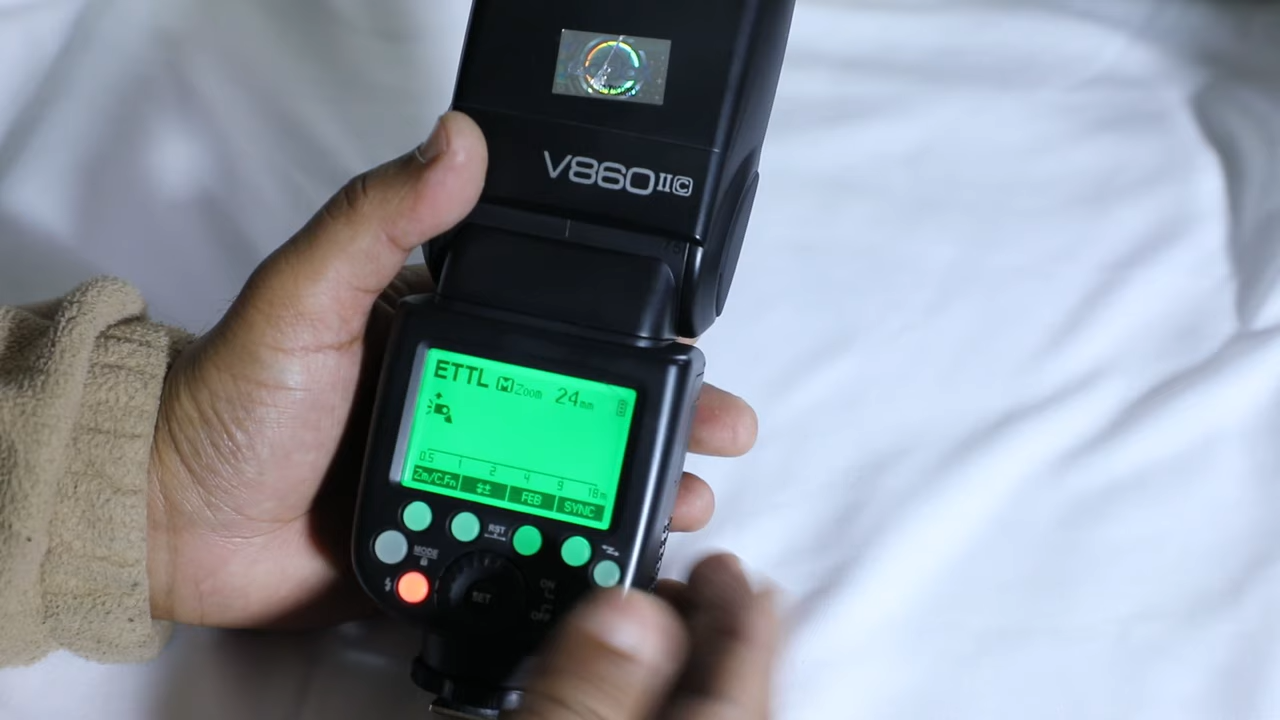 V860IIC
ETTL M Zoom 24mm
0.5 1 2 4 9 18m
Zm/C.Fn FEB SYNC
RST
MODE
SET
ON
OFF